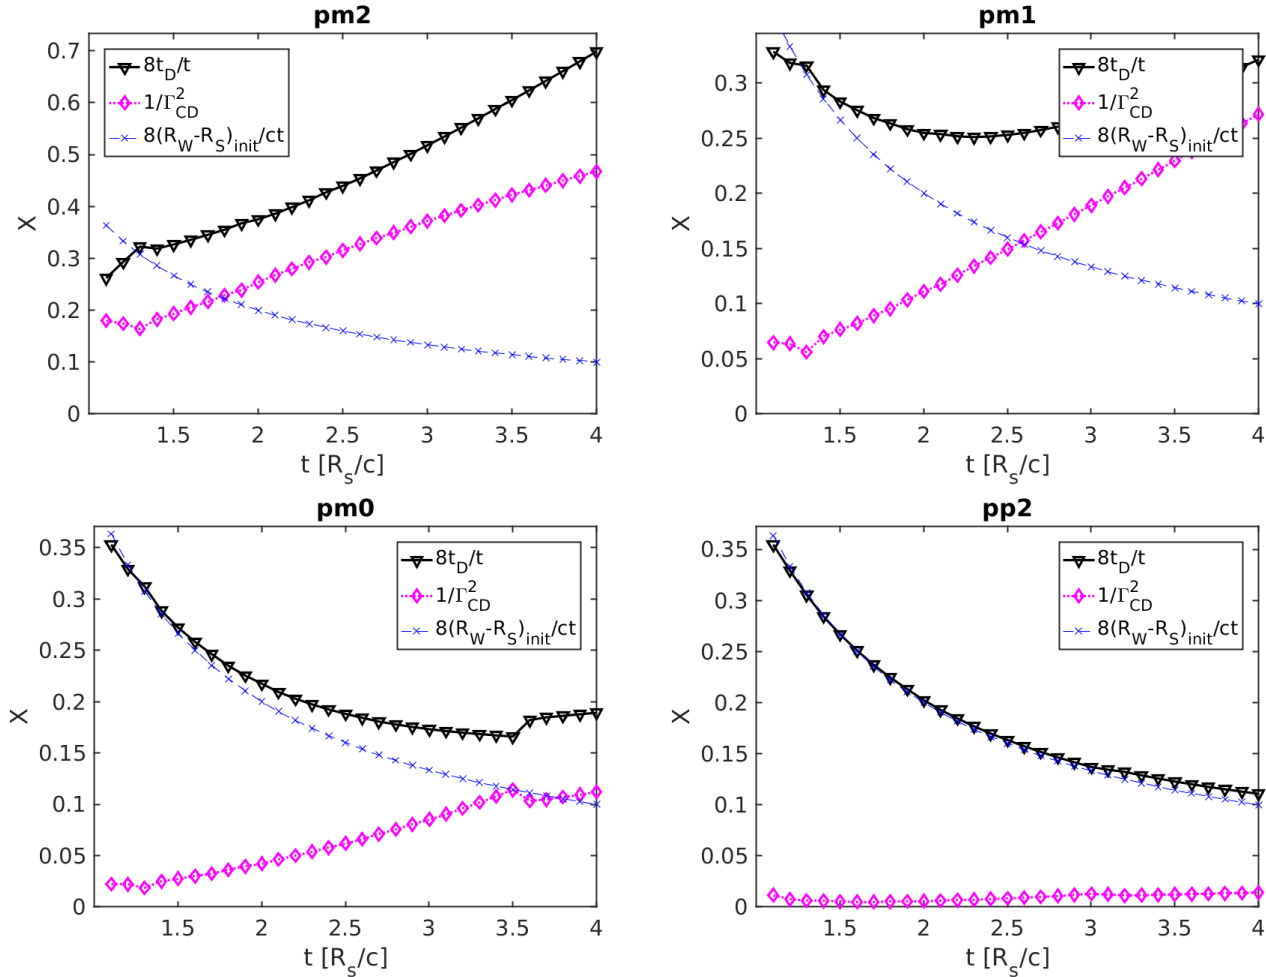 pm2
0.7
0.6
0.5
0.4
0.3
0.2
0.1
0
X
8t_D/t
1/Γ²_CD
8(R_W-R_S)_init/ct
1.5 2 2.5 3 3.5 4
t [R_s/c]
pm1
0.3
0.25
0.2
0.15
0.1
0.05
0
X
8t_D/t
1/Γ²_CD
8(R_W-R_S)_init/ct
1.5 2 2.5 3 3.5 4
t [R_s/c]
pm0
0.35
0.3
0.25
0.2
0.15
0.1
0.05
0
X
8t_D/t
1/Γ²_CD
8(R_W-R_S)_init/ct
1.5 2 2.5 3 3.5 4
t [R_s/c]
pp2
0.35
0.3
0.25
0.2
0.15
0.1
0.05
0
X
8t_D/t
1/Γ²_CD
8(R_W-R_S)_init/ct
1.5 2 2.5 3 3.5 4
t [R_s/c]